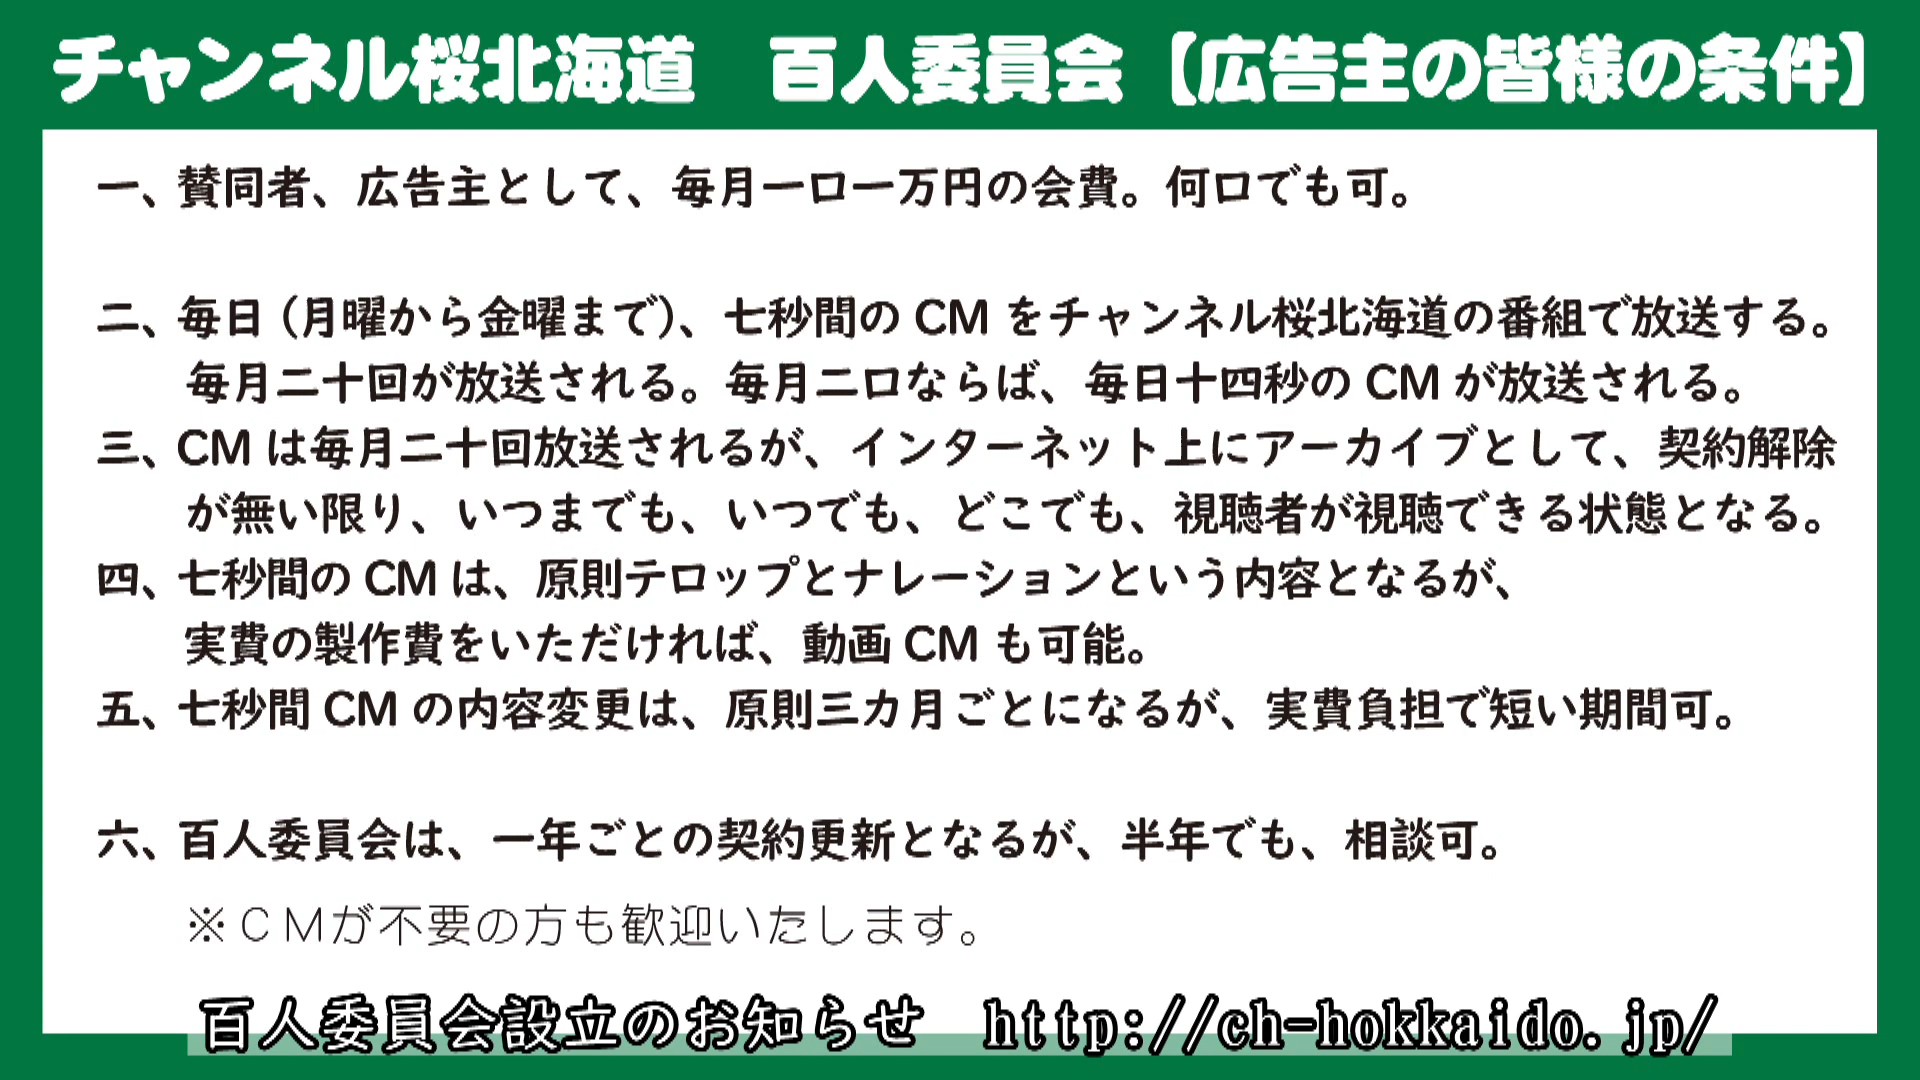 チャンネル桜北海道　百人委員会【広告主の皆様の条件】
一、賛同者、広告主として、毎月一口一万円の会費。何口でも可。
二、毎日（月曜から金曜まで）、七秒間の CM をチャンネル桜北海道の番組で放送する。
毎月二十回が放送される。毎月二口ならば、毎日十四秒の CM が放送される。
三、CM は毎月二十回放送されるが、インターネット上にアーカイブとして、契約解除
が無い限り、いつまでも、いつでも、どこでも、視聴者が視聴できる状態となる。
四、七秒間の CM は、原則テロップとナレーションという内容となるが、
実費の製作費をいただければ、動画 CM も可能。
五、七秒間 CM の内容変更は、原則三カ月ごとになるが、実費負担で短い期間可。
六、百人委員会は、一年ごとの契約更新となるが、半年でも、相談可。
※ＣＭが不要の方も歓迎いたします。
百人委員会設立のお知らせ　http://ch-hokkaido.jp/